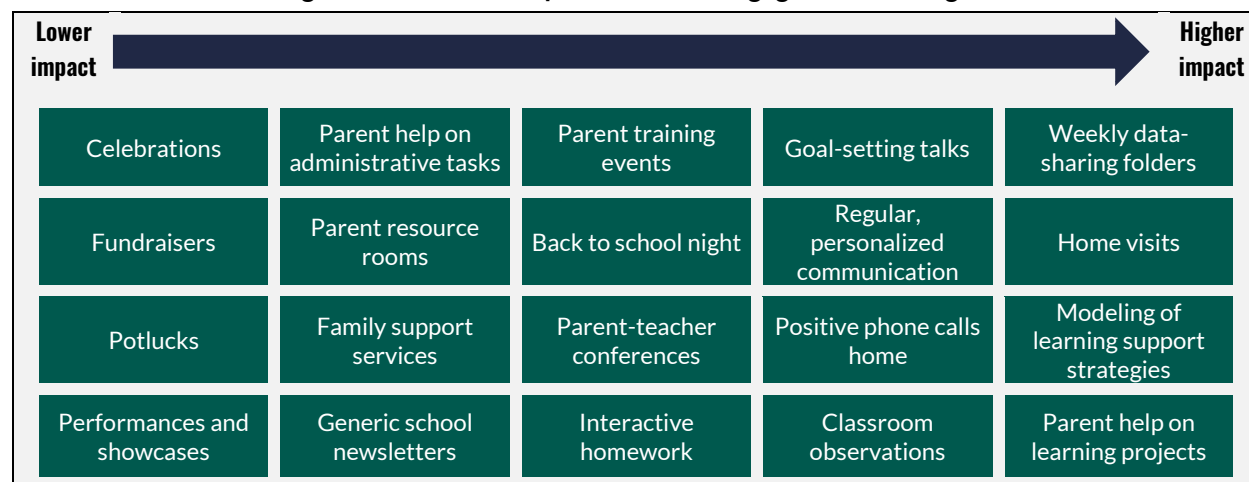 Lower
impact
Higher
impact
Celebrations
Parent help on
administrative tasks
Parent training
events
Goal-setting talks
Weekly data-
sharing folders
Fundraisers
Parent resource
rooms
Back to school night
Regular,
personalized
communication
Home visits
Potlucks
Family support
services
Parent-teacher
conferences
Positive phone calls
home
Modeling of
learning support
strategies
Performances and
showcases
Generic school
newsletters
Interactive
homework
Classroom
observations
Parent help on
learning projects